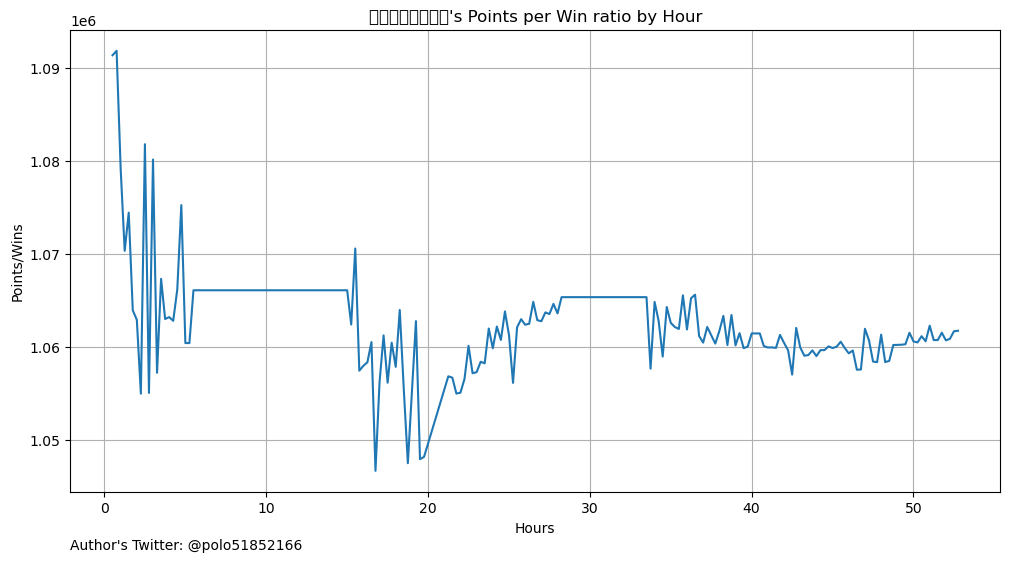 's Points per Win ratio by Hour
1e6
1.09
1.08
1.07
1.06
1.05
Points/Wins
0
10
20
30
40
50
Hours
Author's Twitter: @polo51852166